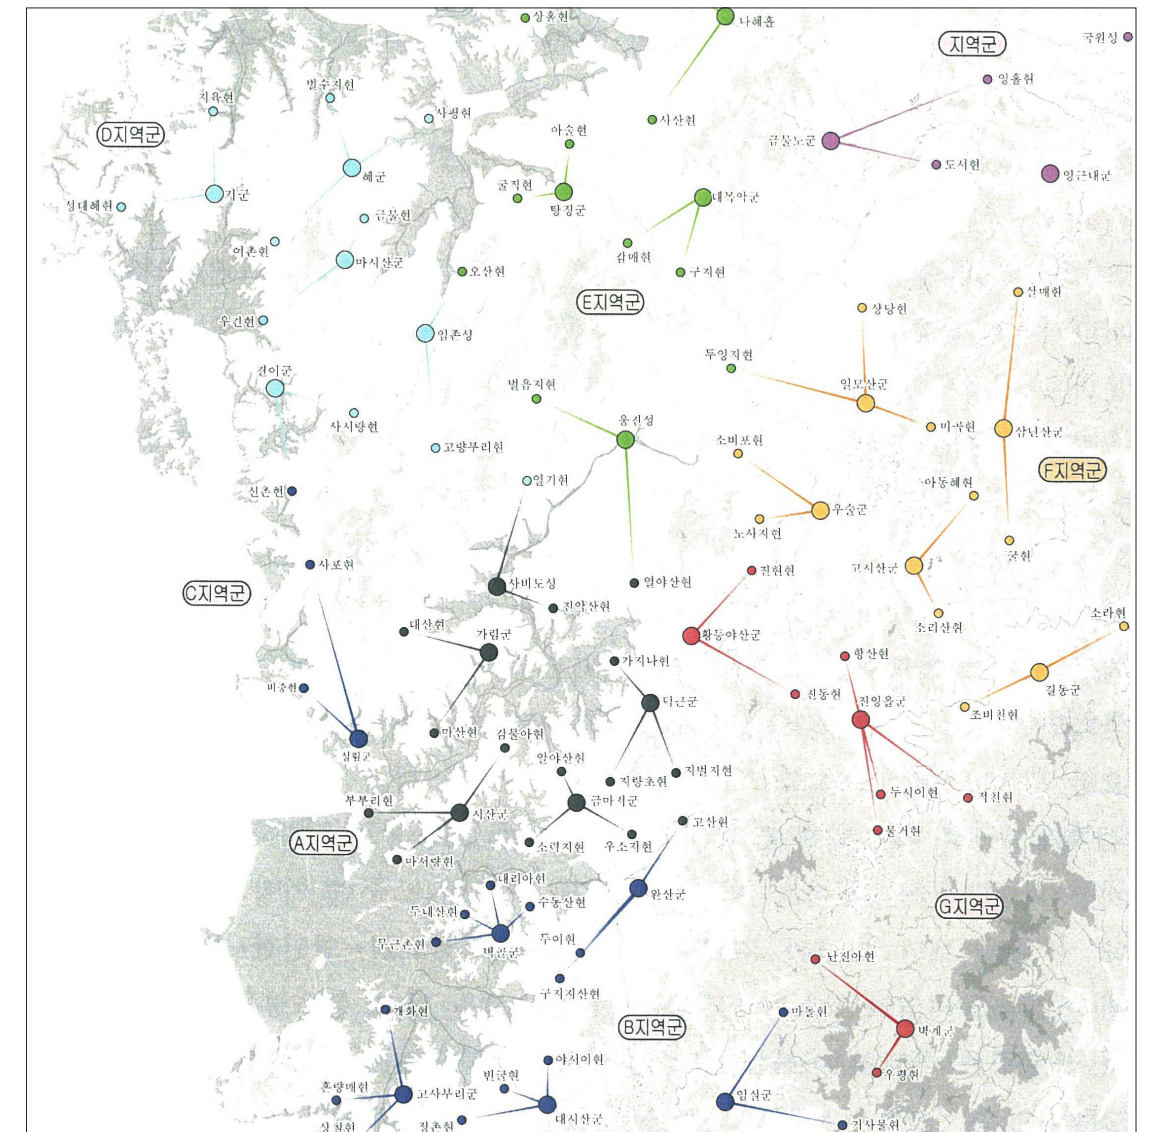 상홀현
나혜홀
국원성
지역군
잉홀현
벌수지현
지육현
사평현
사산현
아술현
금물노군
D지역군
도서현
잉근내군
혜군
굴직현
기군
탕정군
대목악군
성대혜현
금물현
여촌현
감매현
마시산군
오산현
구지현
E지역군
살매현
상당현
우견현
임존성
두잉지현
결이군
벌음지현
일모산군
사시량현
웅진성
미곡현
삼년산군
소비포현
고량부리현
F지역군
아동혜현
열기현
신촌현
우술군
노사지현
굴현
사포현
고시산군
진현현
C지역군
사비도성
열야산현
진악산현
소리산현
소라현
대산현
가림군
황등야산군
가지나현
항산현
비중현
진동현
길동군
덕근군
진잉을군
조비천현
마산현
감물아현
설림군
알야산현
지량초현
지벌지현
두시이현
적천현
부부리현
금마저군
시산군
고산현
물거현
A지역군
소력지현
우소저현
마서량현
내리아현
완산군
두내산현
수동산현
G지역군
무근촌현
벽골군
두이현
난진아현
구지지산현
개화현
마돌현
B지역군
벽계군
야서이현
우평현
빈굴현
흔량매현
고사부리군
임실군
대시산군
상칠현
정촌현
거사물현